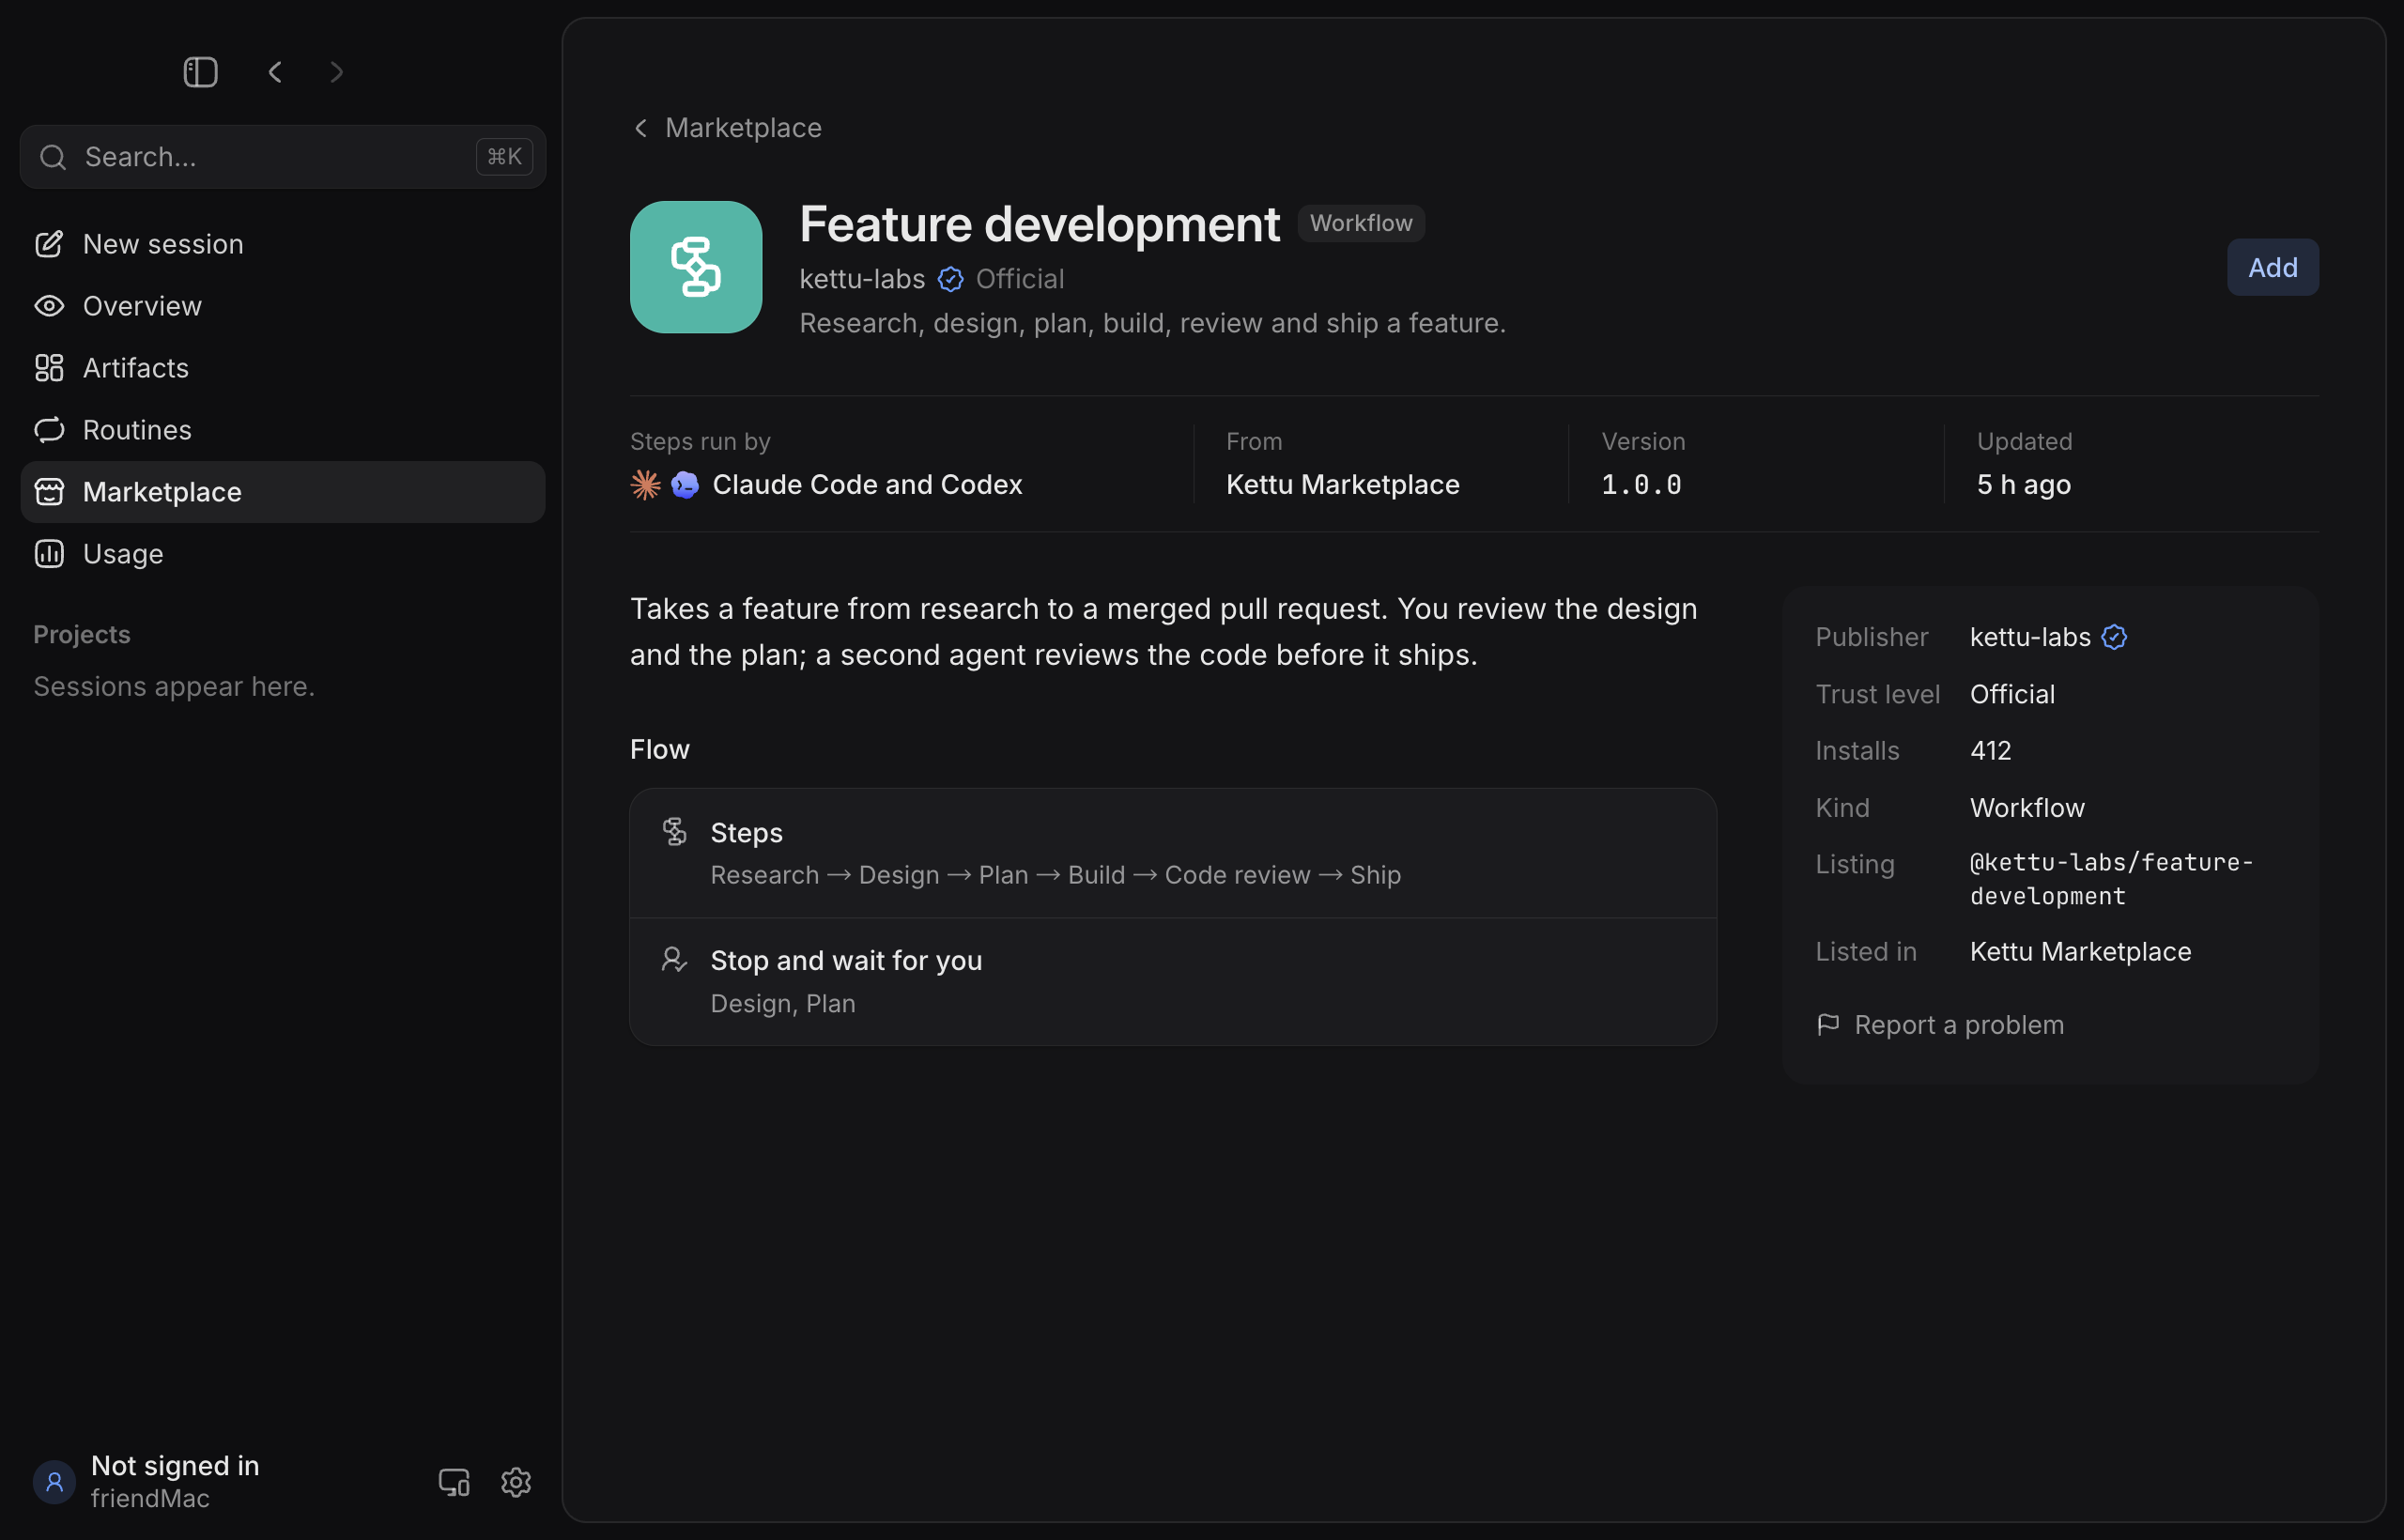 Search...
⌘K
New session
Overview
Artifacts
Routines
Marketplace
Usage
Projects
Sessions appear here.
Not signed in
friendMac
Marketplace
Feature development
Workflow
kettu-labs Official
Research, design, plan, build, review and ship a feature.
Add
Steps run by
Claude Code and Codex
From
Kettu Marketplace
Version
1.0.0
Updated
5 h ago
Takes a feature from research to a merged pull request. You review the design
and the plan; a second agent reviews the code before it ships.
Flow
Steps
Research → Design → Plan → Build → Code review → Ship
Stop and wait for you
Design, Plan
Publisher kettu-labs
Trust level Official
Installs 412
Kind Workflow
Listing @kettu-labs/feature-
development
Listed in Kettu Marketplace
Report a problem